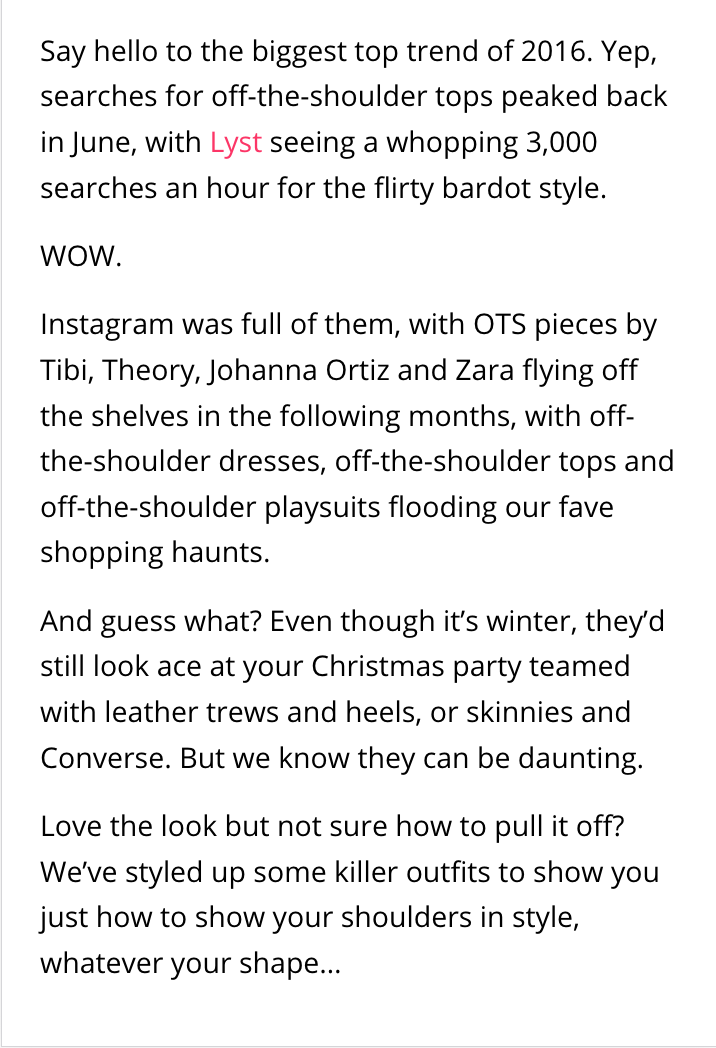 Say hello to the biggest top trend of 2016. Yep,
searches for off-the-shoulder tops peaked back
in June, with Lyst seeing a whopping 3,000
searches an hour for the flirty bardot style.
WOW.
Instagram was full of them, with OTS pieces by
Tibi, Theory, Johanna Ortiz and Zara flying off
the shelves in the following months, with off-
the-shoulder dresses, off-the-shoulder tops and
off-the-shoulder playsuits flooding our fave
shopping haunts.
And guess what? Even though it’s winter, they’d
still look ace at your Christmas party teamed
with leather trews and heels, or skinnies and
Converse. But we know they can be daunting.
Love the look but not sure how to pull it off?
We’ve styled up some killer outfits to show you
just how to show your shoulders in style,
whatever your shape...